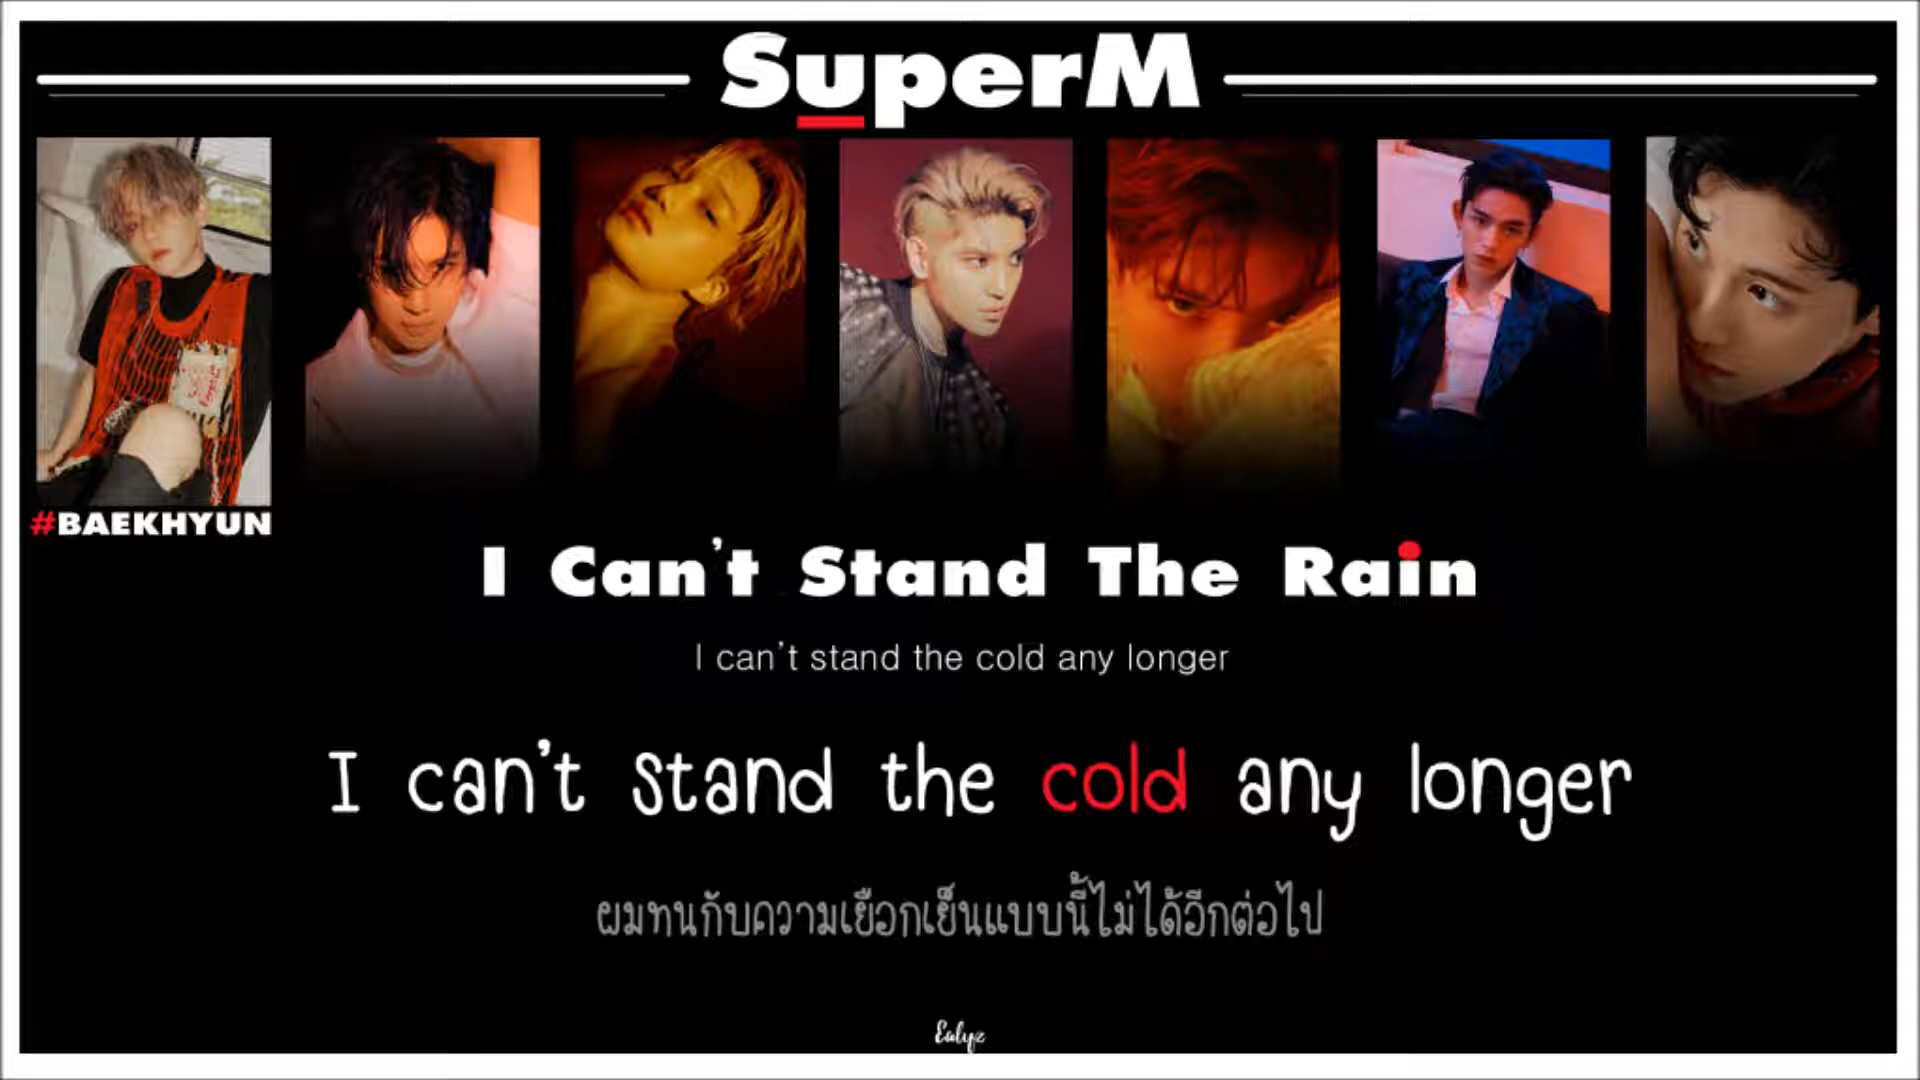 SuperM
#BAEKHYUN
I Can't Stand The Rain
I can't stand the cold any longer
I can't stand the cold any longer
ผมทนกับความเยือกเย็นแบบนี้ไม่ได้อีกต่อไป
Ealyz